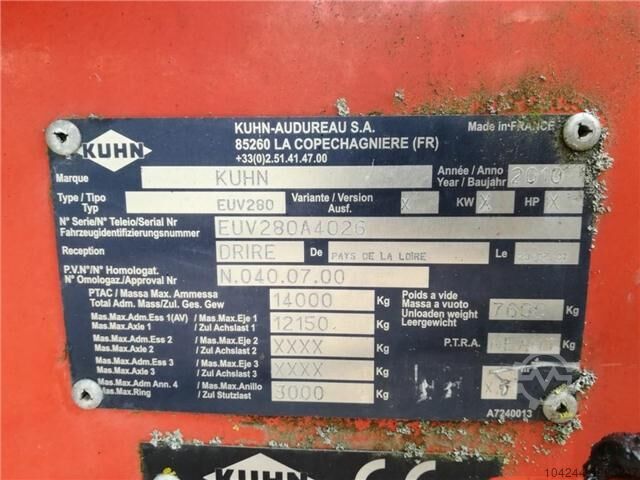 KUHN
KUHN-AUDUREAU S.A.
85260 LA COPECHAGNIERE (FR)
+33(0)2.51.41.47.00
Made in FRANCE
Marque KUHN
Année / Anno
Year / Baujahr 2010
Type / Tipo
Typ EUV280
Variante / Version
Ausf. X KW X HP X
N° Serie/N° Teleio/Serial Nr
Fahrzeugidentifizierungsnummer EUV280A4026
Reception DRIRE De PAYS DE LA LOIRE Le
P.V.N°/N° Homologat.
N° Omologaz./Approval Nr N.040.07.00
PTAC / Massa Max. Ammessa
Total Adm. Mass/Zul. Ges. Gew 14000 Kg
Poids a vide
Massa a vuoto
Unloaden weight
Leergewicht Kg
Mas.Max.Adm.Ess 1(AV) / Mas.Max.Eje 1
Mas.Max.Axle 1 / Zul Achslast 1 12150 Kg
Mas.Max.Adm.Ess 2 / Mas.Max.Eje 2
Mas.Max.Axle 2 / Zul Achslast 2 XXXX Kg
P.T.R.A. Kg
Mas.Max.Adm.Ess 3 / Mas.Max.Eje 3
Mas.Max.Axle 3 / Zul Achslast 3 XXXX Kg
Mas.Max.Adm Ann. 4 / Mas.Max.Anillo
Mas.Max.Ring / Zul Stutzlast 3000 Kg
A7240013
KUHN CE